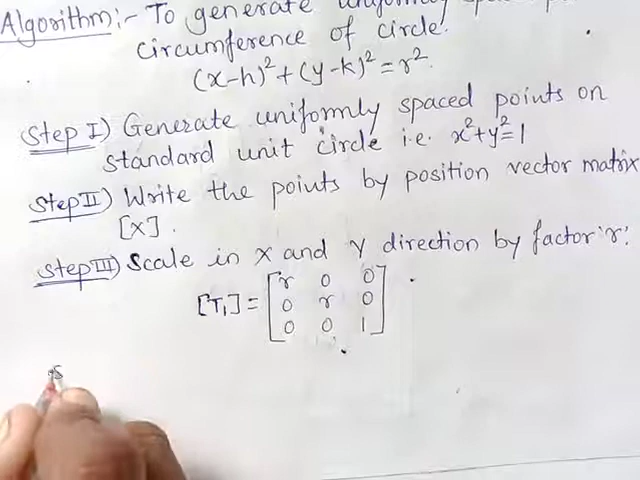 Algorithm:- To generate uniformly
circumference of circle.
(x-h)²+(y-k)²=r².
Step I) Generate uniformly spaced points on
standard unit circle i.e. x²+y²=1
Step II) Write the points by position vector matrix
[X].
Step III) Scale in X and Y direction by factor 'r'.
[T₁] = [r 0 0
0 r 0
0 0 1]
s